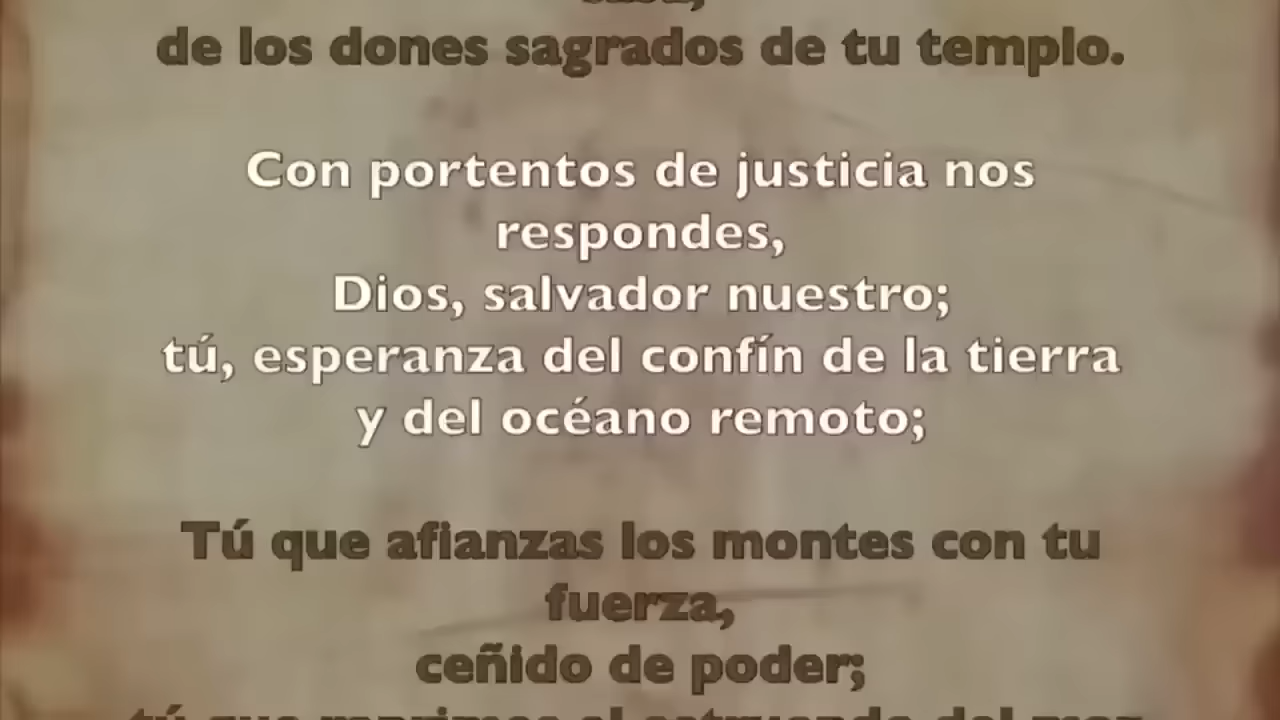 de los dones sagrados de tu templo.
Con portentos de justicia nos
respondes,
Dios, salvador nuestro;
tú, esperanza del confín de la tierra
y del océano remoto;
Tú que afianzas los montes con tu
fuerza,
ceñido de poder;